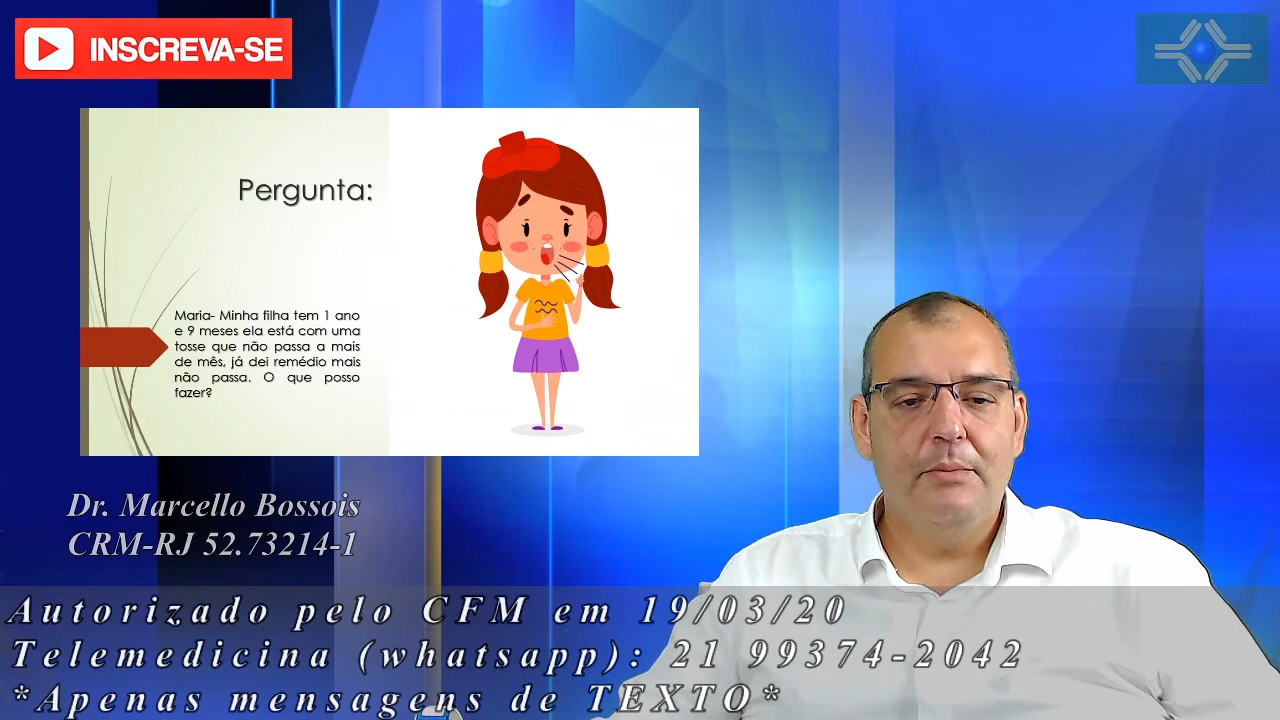 INSCREVA-SE
Pergunta:
Maria- Minha filha tem 1 ano
e 9 meses ela está com uma
tosse que não passa a mais
de mês, já dei remédio mais
não passa. O que posso
fazer?
Dr. Marcello Bossois
CRM-RJ 52.73214-1
Autorizado pelo CFM em 19/03/20
Telemedicina (whatsapp): 21 99374-2042
*Apenas mensagens de TEXTO*